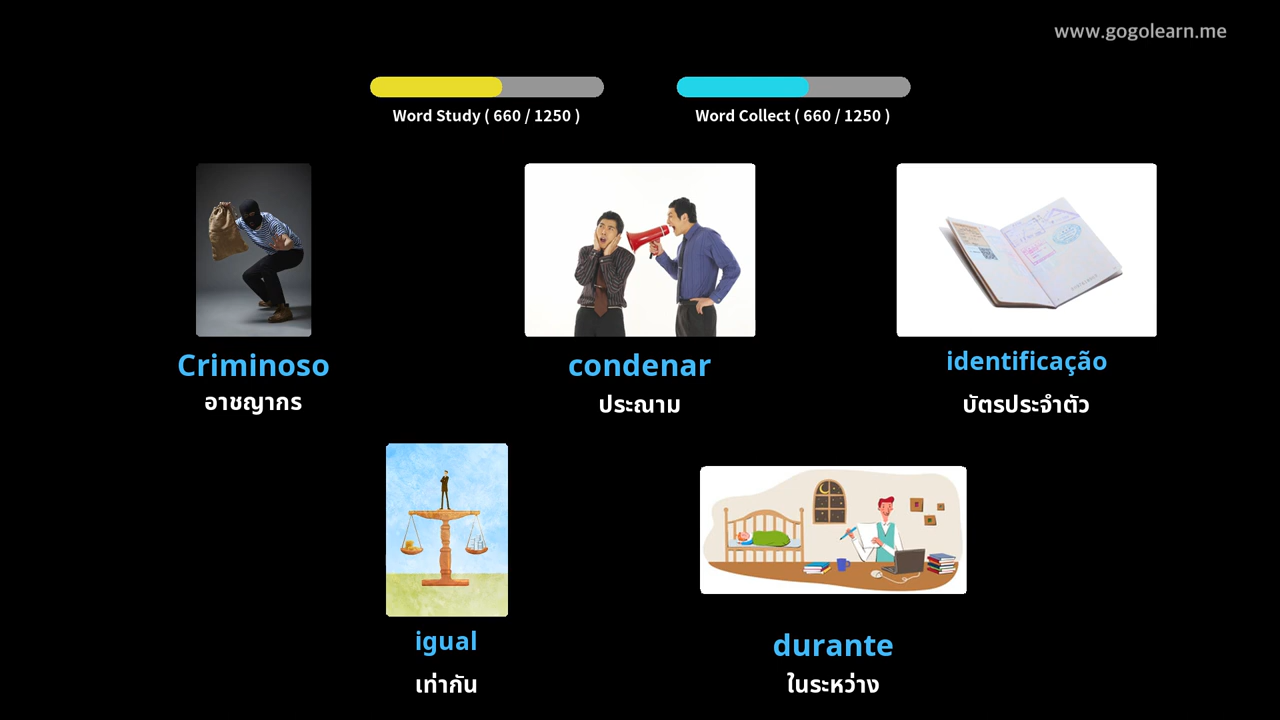 www.gogolearn.me
Word Study ( 660 / 1250 )
Word Collect ( 660 / 1250 )
Criminoso
อาชญากร
condenar
ประณาม
identificação
บัตรประจำตัว
igual
เท่ากัน
durante
ในระหว่าง